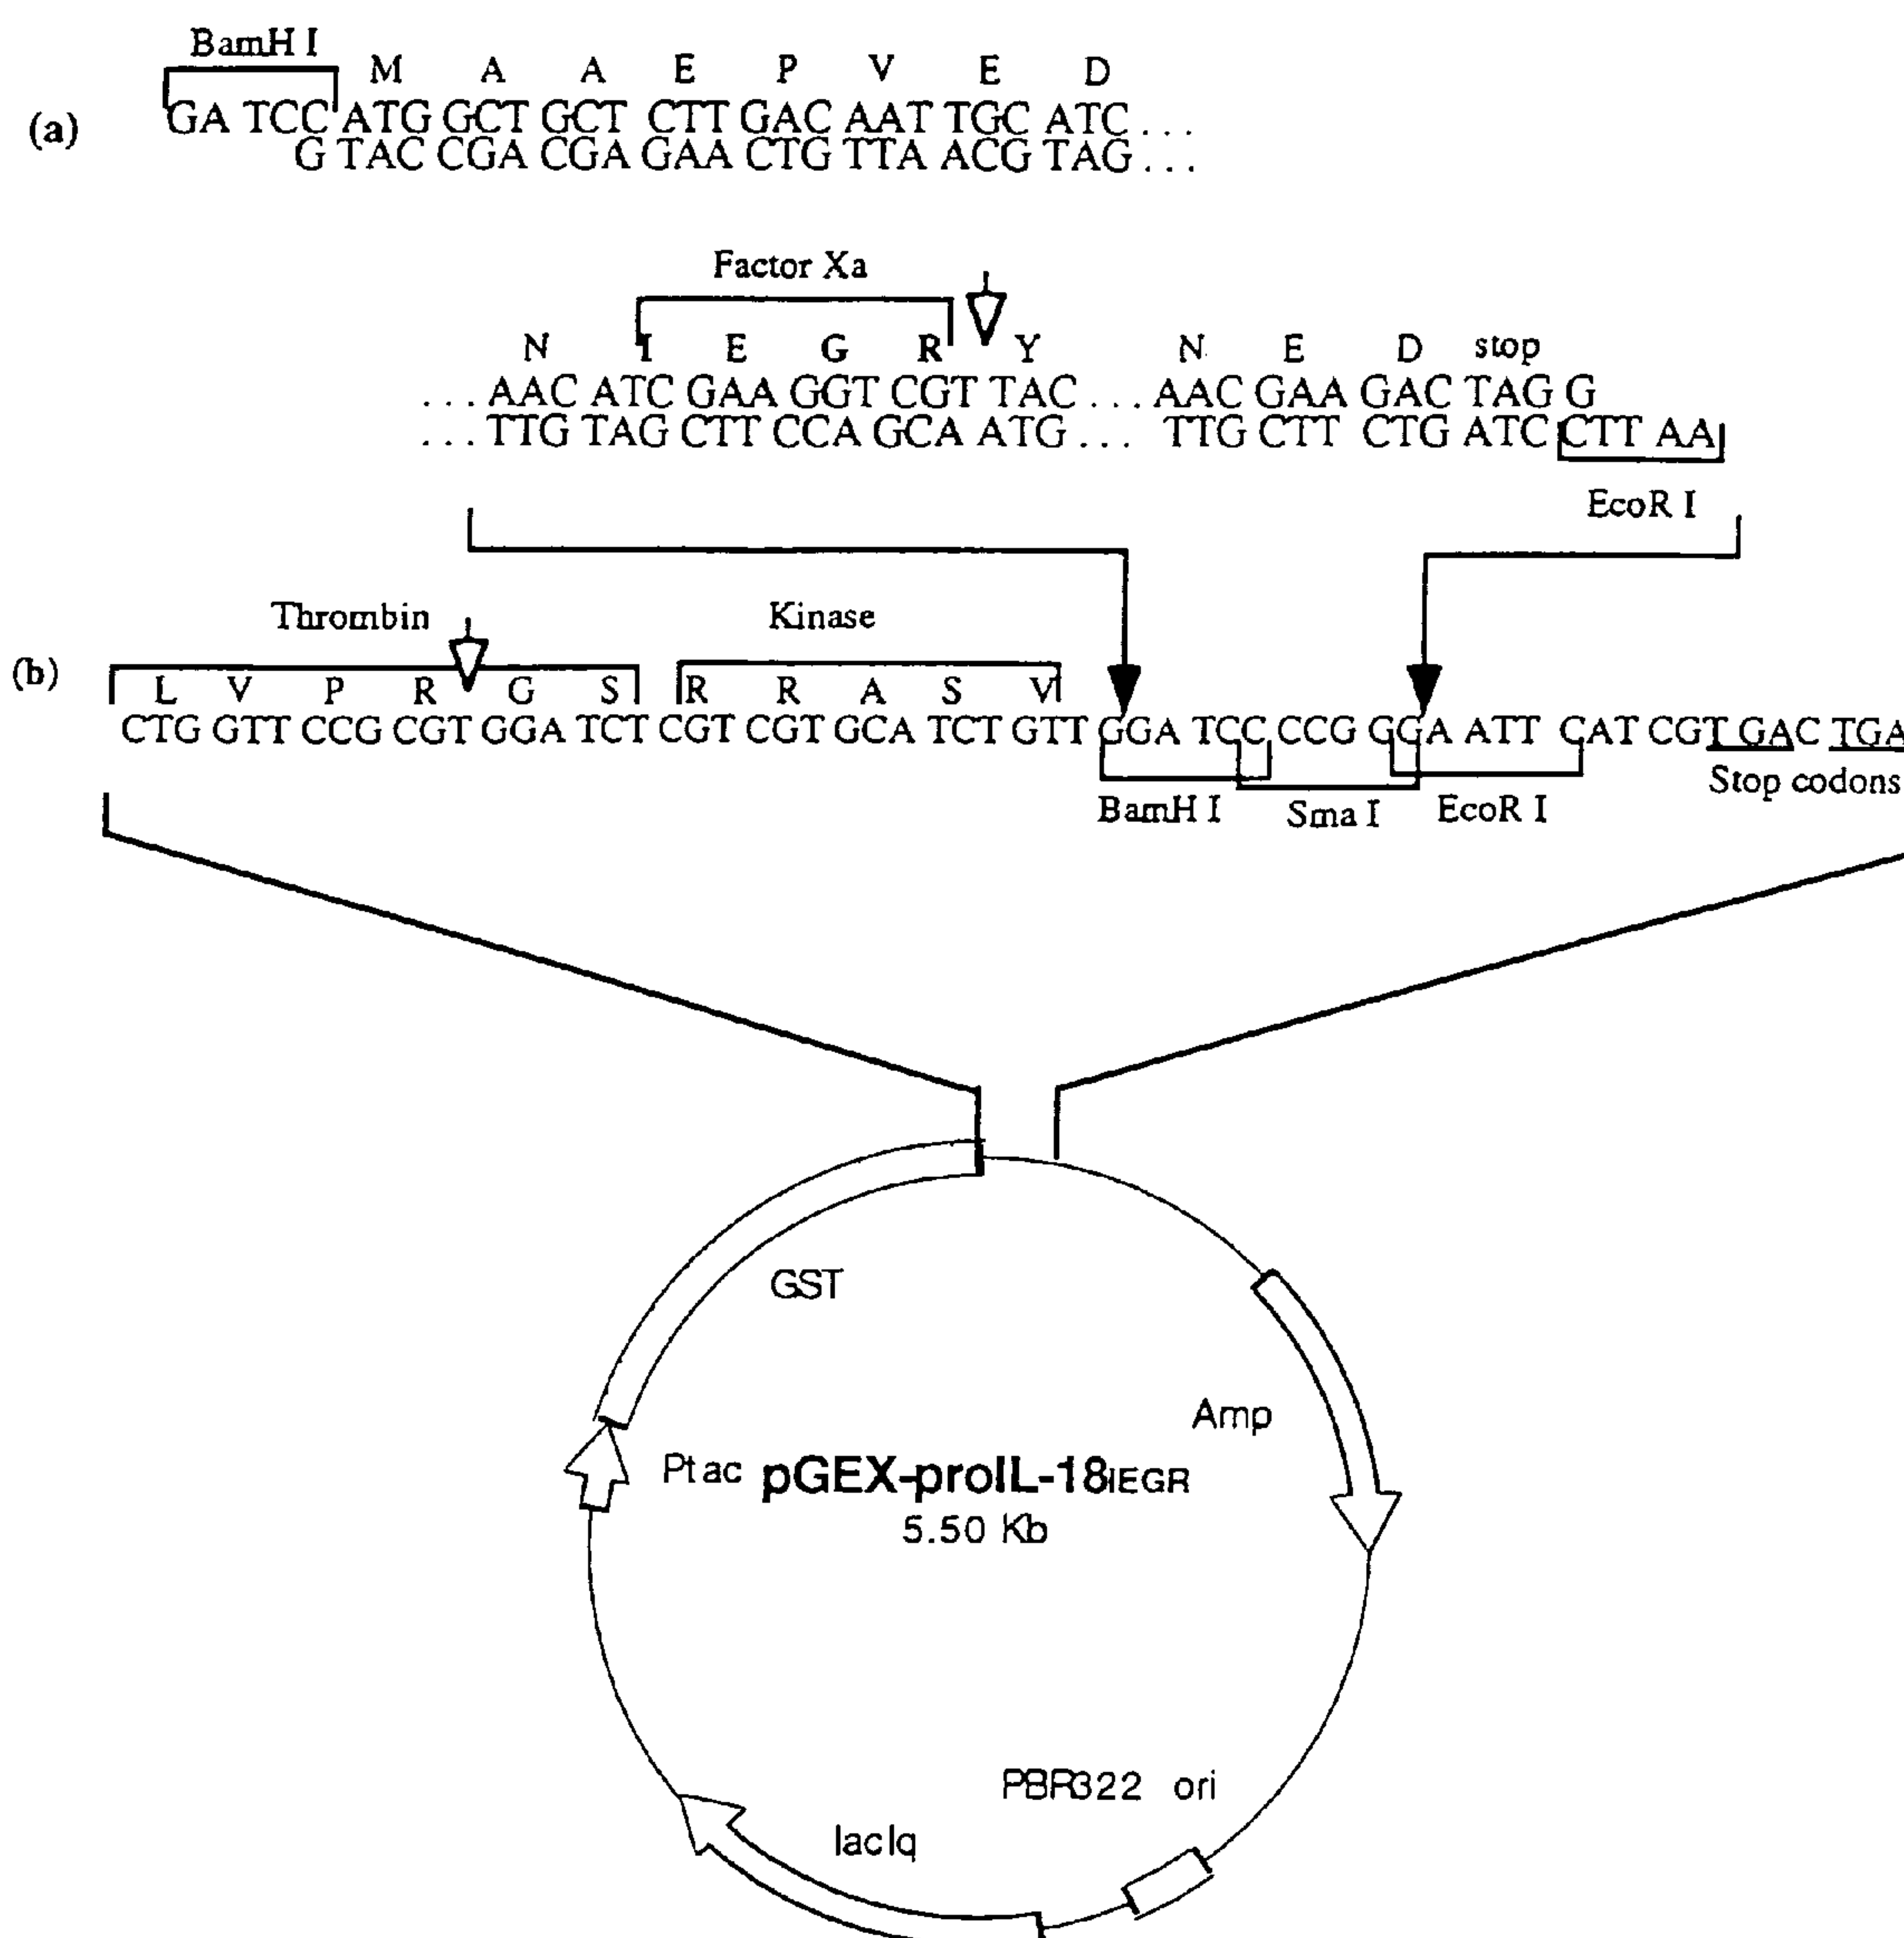 BamH I
M A A E P V E D
(a)
GA TCC ATG GCT GCT CTT GAC AAT TGC ATC . . .
G TAC CGA CGA GAA CTG TTA ACG TAG . . .
Factor Xa
N I E G R Y N E D stop
. . . AAC ATC GAA GGT CGT TAC . . . AAC GAA GAC TAG G
. . . TTG TAG CTT CCA GCA ATG . . . TTG CTT CTG ATC CTT AA
EcoR I
Thrombin Kinase
(b)
L V P R G S R R A S V
CTG GTT CCG CGT GGA TCT CGT CGT GCA TCT GTT GGA TCC CCG GGA ATT CAT CGT GAC TGA
Stop codons
BamH I Sma I EcoR I
GST
Amp
Ptac pGEX-proIL-18IEGR
5.50 Kb
PBR322 ori
lacIq